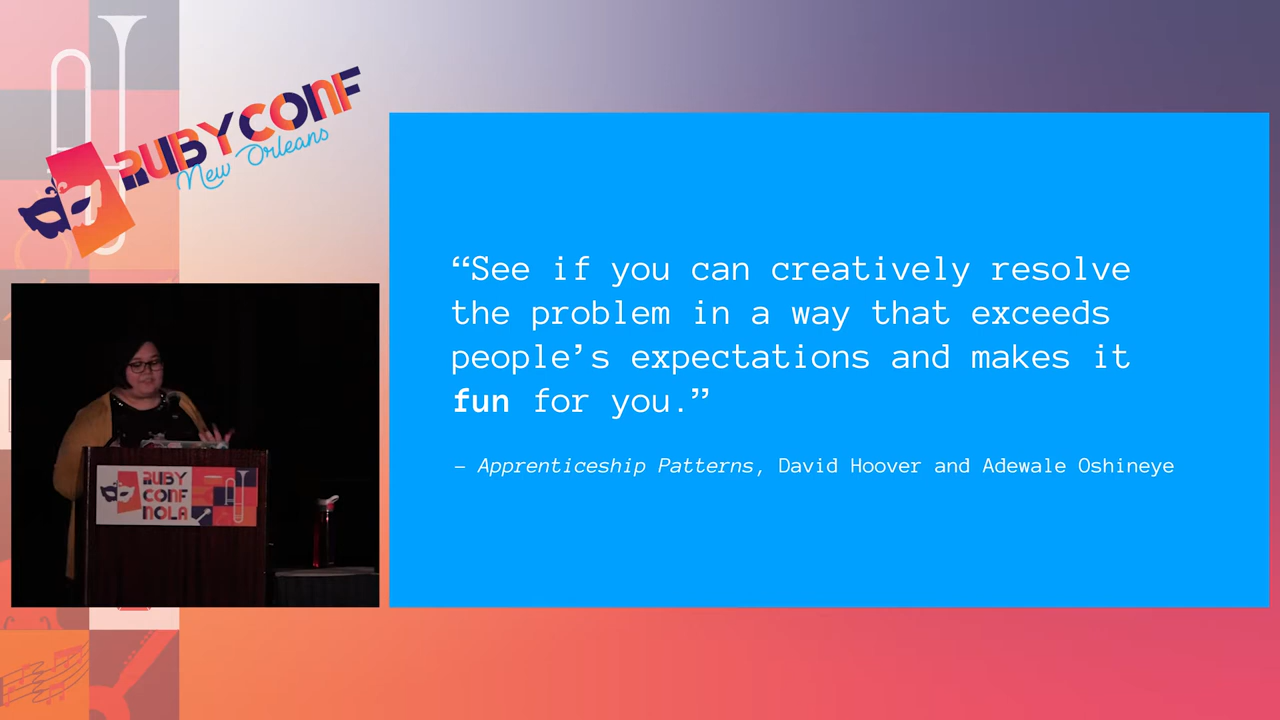 RUBYCONF
New Orleans
“See if you can creatively resolve
the problem in a way that exceeds
people’s expectations and makes it
fun for you.”
– Apprenticeship Patterns, David Hoover and Adewale Oshineye
RUBY
CONF
NOLA